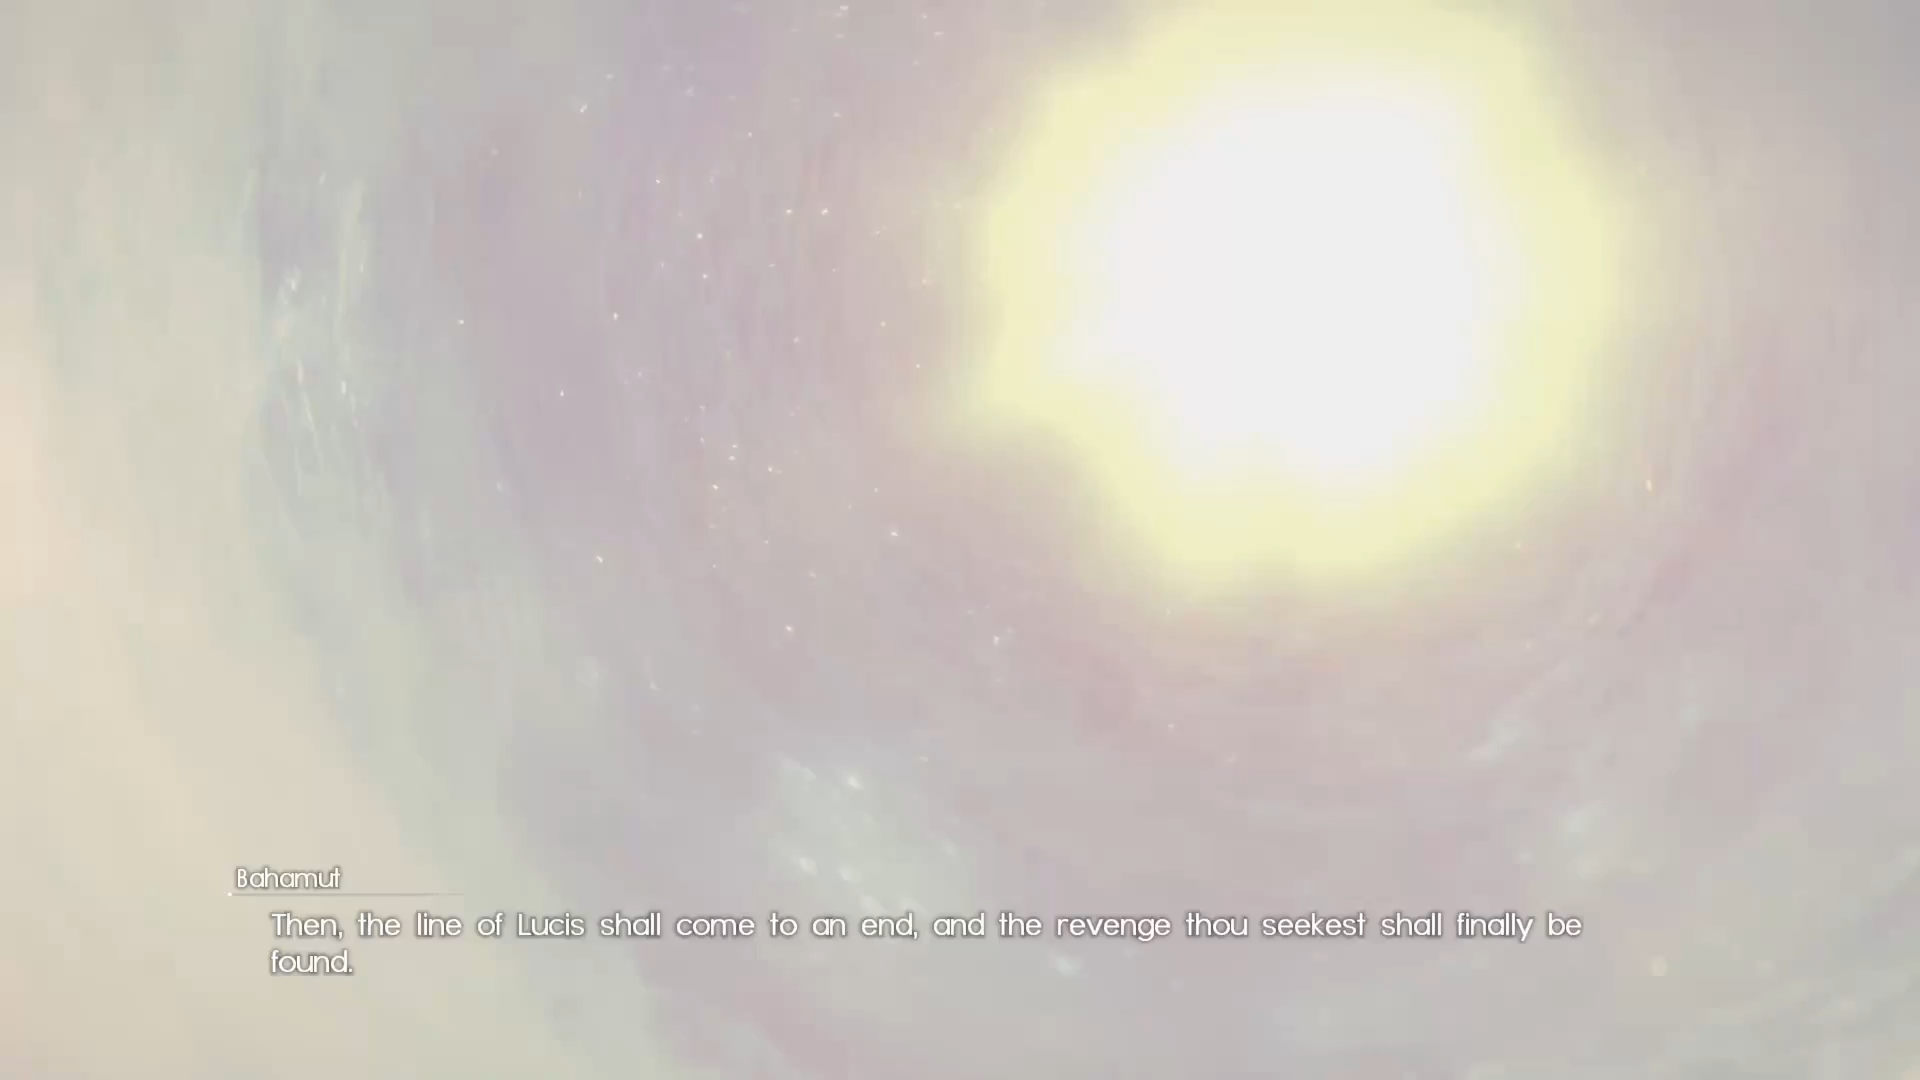 Bahamut
Then, the line of Lucis shall come to an end, and the revenge thou seekest shall finally be
found.